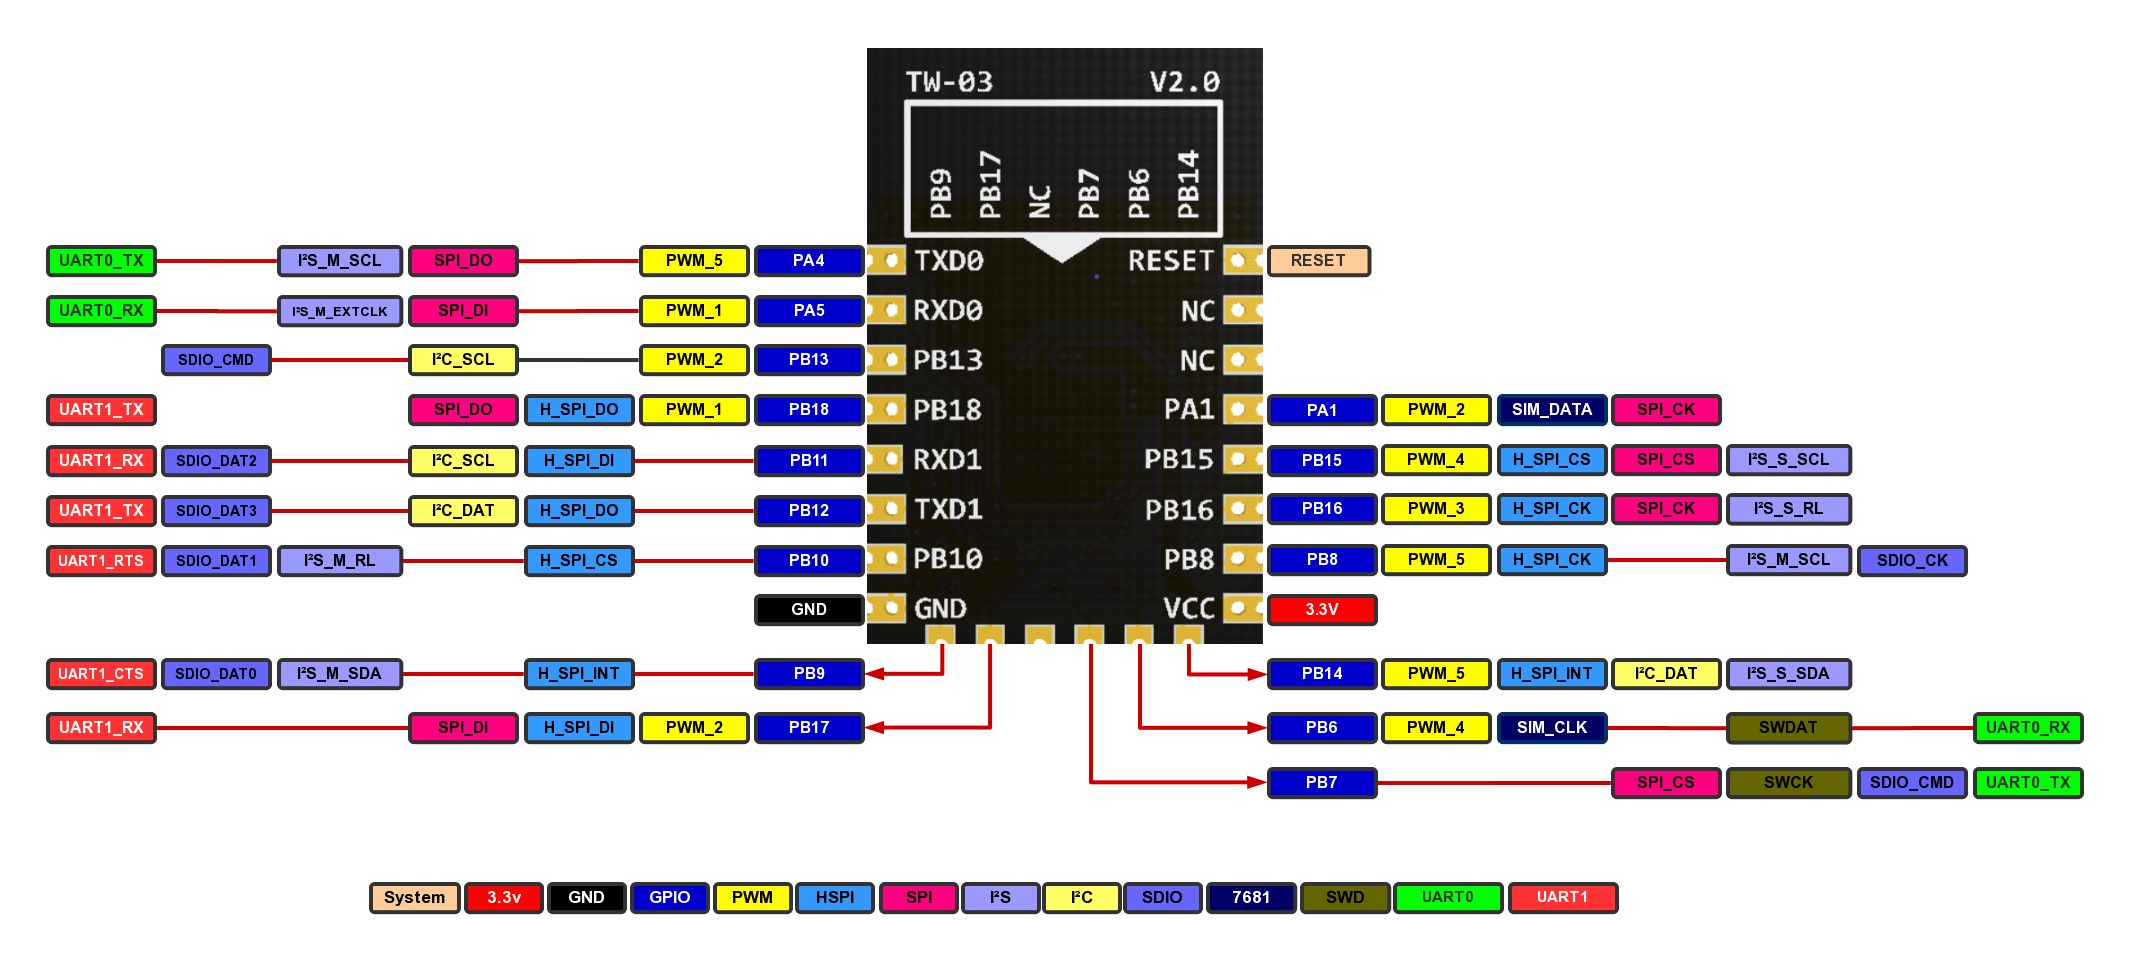 TW-03 V2.0
PB9 PB17 NC PB7 PB6 PB14
UART0_TX I²S_M_SCL SPI_DO PWM_5 PA4 TXD0 RESET RESET
UART0_RX I²S_M_EXTCLK SPI_DI PWM_1 PA5 RXD0 NC
SDIO_CMD I²C_SCL PWM_2 PB13 PB13 NC
UART1_TX SPI_DO H_SPI_DO PWM_1 PB18 PB18 PA1 PA1 PWM_2 SIM_DATA SPI_CK
UART1_RX SDIO_DAT2 I²C_SCL H_SPI_DI PB11 RXD1 PB15 PB15 PWM_4 H_SPI_CS SPI_CS I²S_S_SCL
UART1_TX SDIO_DAT3 I²C_DAT H_SPI_DO PB12 TXD1 PB16 PB16 PWM_3 H_SPI_CK SPI_CK I²S_S_RL
UART1_RTS SDIO_DAT1 I²S_M_RL H_SPI_CS PB10 PB10 PB8 PB8 PWM_5 H_SPI_CK I²S_M_SCL SDIO_CK
GND GND VCC 3.3V
UART1_CTS SDIO_DAT0 I²S_M_SDA H_SPI_INT PB9 PB14 PWM_5 H_SPI_INT I²C_DAT I²S_S_SDA
UART1_RX SPI_DI H_SPI_DI PWM_2 PB17 PB6 PWM_4 SIM_CLK SWDAT UART0_RX
PB7 SPI_CS SWCK SDIO_CMD UART0_TX
System 3.3v GND GPIO PWM HSPI SPI I²S I²C SDIO 7681 SWD UART0 UART1